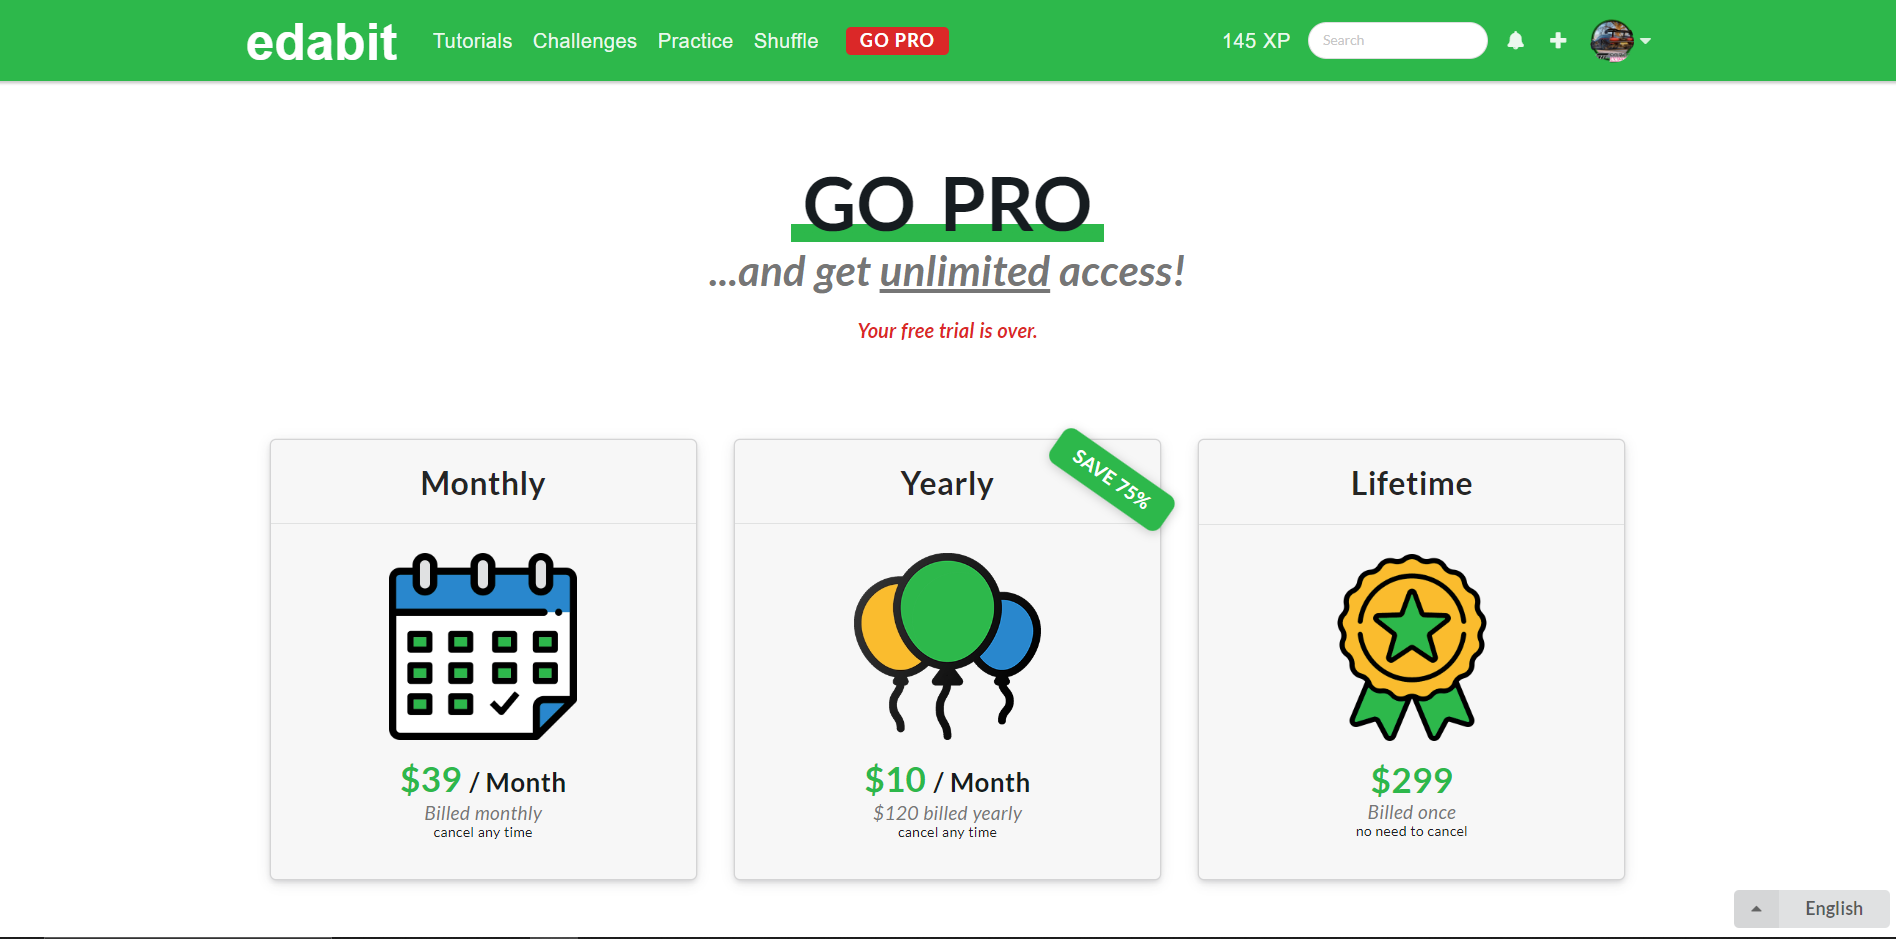 edabit
Tutorials
Challenges
Practice
Shuffle
GO PRO
145 XP
Search
GO PRO
...and get unlimited access!
Your free trial is over.
Monthly
$39 / Month
Billed monthly
cancel any time
Yearly
SAVE 75%
$10 / Month
$120 billed yearly
cancel any time
Lifetime
$299
Billed once
no need to cancel
English